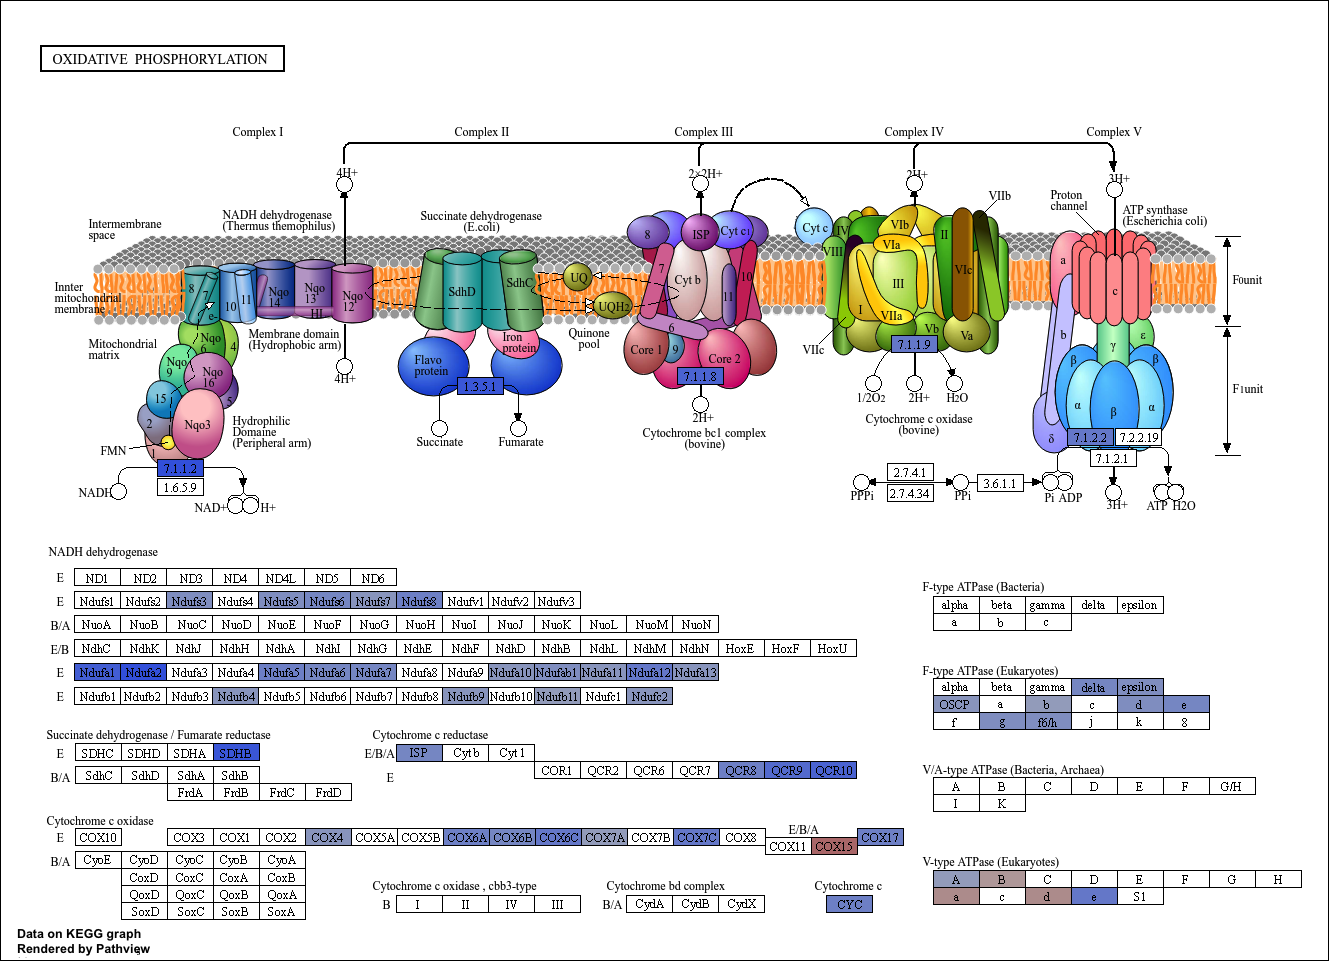 OXIDATIVE PHOSPHORYLATION
Complex I
Complex II
Complex III
Complex IV
Complex V
4H+
2×2H+
2H+
3H+
Intermembrane
space
NADH dehydrogenase
(Thermus themophilus)
Succinate dehydrogenase
(E.coli)
VIIb
Proton
channel
ATP synthase
(Escherichia coli)
8
ISP
Cyt c1
Cyt c
IV
VIb
II
VIII
VIa
Innter
mitochondrial
membrane
8
7
e-
10
11
Nqo
14
Nqo
13
HI
Nqo
12
SdhD
SdhC
UQ
UQH2
7
Cyt b
10
11
III
VIc
a
c
Founit
Mitochondrial
matrix
Nqo
6
4
Membrane domain
(Hydrophobic arm)
Iron
protein
Quinone
pool
6
I
VIIa
Vb
Va
VIIc
b
γ
ε
Nqo
9
Nqo
16
Flavo
protein
Core 1
9
Core 2
7.1.1.9
β
β
15
5
4H+
1.3.5.1
7.1.1.8
1/2O2
2H+
H2O
α
β
α
F1unit
2
Nqo3
Hydrophilic
Domaine
(Peripheral arm)
2H+
Cytochrome c oxidase
(bovine)
FMN
1
Succinate
Fumarate
Cytochrome bc1 complex
(bovine)
δ
7.1.2.2
7.2.2.19
7.1.2.1
7.1.1.2
1.6.5.9
NADH
NAD+
H+
2.7.4.1
2.7.4.34
PPPi
PPi
3.6.1.1
Pi
ADP
3H+
ATP
H2O
NADH dehydrogenase
E ND1 ND2 ND3 ND4 ND4L ND5 ND6
E Ndufs1 Ndufs2 Ndufs3 Ndufs4 Ndufs5 Ndufs6 Ndufs7 Ndufs8 Ndufv1 Ndufv2 Ndufv3
B/A NuoA NuoB NuoC NuoD NuoE NuoF NuoG NuoH NuoI NuoJ NuoK NuoL NuoM NuoN
E/B NdhC NdhK NdhJ NdhH NdhA NdhI NdhG NdhE NdhF NdhD NdhB NdhL NdhM NdhN HoxE HoxF HoxU
E Ndufa1 Ndufa2 Ndufa3 Ndufa4 Ndufa5 Ndufa6 Ndufa7 Ndufa8 Ndufa9 Ndufa10 Ndufab1 Ndufa11 Ndufa12 Ndufa13
E Ndufb1 Ndufb2 Ndufb3 Ndufb4 Ndufb5 Ndufb6 Ndufb7 Ndufb8 Ndufb9 Ndufb10 Ndufb11 Ndufc1 Ndufc2
Succinate dehydrogenase / Fumarate reductase
E SDHC SDHD SDHA SDHB
B/A SdhC SdhD SdhA SdhB
FrdA FrdB FrdC FrdD
Cytochrome c reductase
E/B/A ISP Cyt b Cyt 1
E COR1 QCR2 QCR6 QCR7 QCR8 QCR9 QCR10
Cytochrome c oxidase
E COX10 COX3 COX1 COX2 COX4 COX5A COX5B COX6A COX6B COX6C COX7A COX7B COX7C COX8
E/B/A
COX11 COX15 COX17
B/A CyoE CyoD CyoC CyoB CyoA
CoxD CoxC CoxA CoxB
QoxD QoxC QoxB QoxA
SoxD SoxC SoxB SoxA
Cytochrome c oxidase , cbb3-type
B I II IV III
Cytochrome bd complex
B/A CydA CydB CydX
Cytochrome c
CYC
F-type ATPase (Bacteria)
alpha beta gamma delta epsilon
a b c
F-type ATPase (Eukaryotes)
alpha beta gamma delta epsilon
OSCP a b c d e
f g f6/h j k 8
V/A-type ATPase (Bacteria, Archaea)
A B C D E F G/H
I K
V-type ATPase (Eukaryotes)
A B C D E F G H
a c d e S1
Data on KEGG graph
Rendered by Pathview